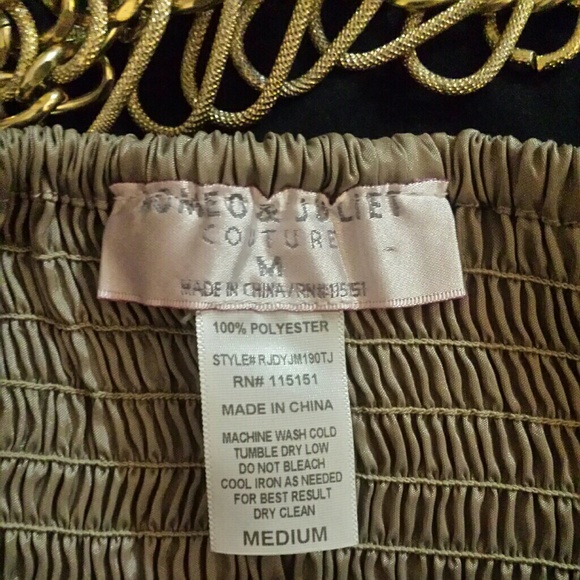 ROMEO & JULIET
COUTURE
M
MADE IN CHINA/RN#115151
100% POLYESTER
STYLE# RJDYJM190TJ
RN# 115151
MADE IN CHINA
MACHINE WASH COLD
TUMBLE DRY LOW
DO NOT BLEACH
COOL IRON AS NEEDED
FOR BEST RESULT
DRY CLEAN
MEDIUM